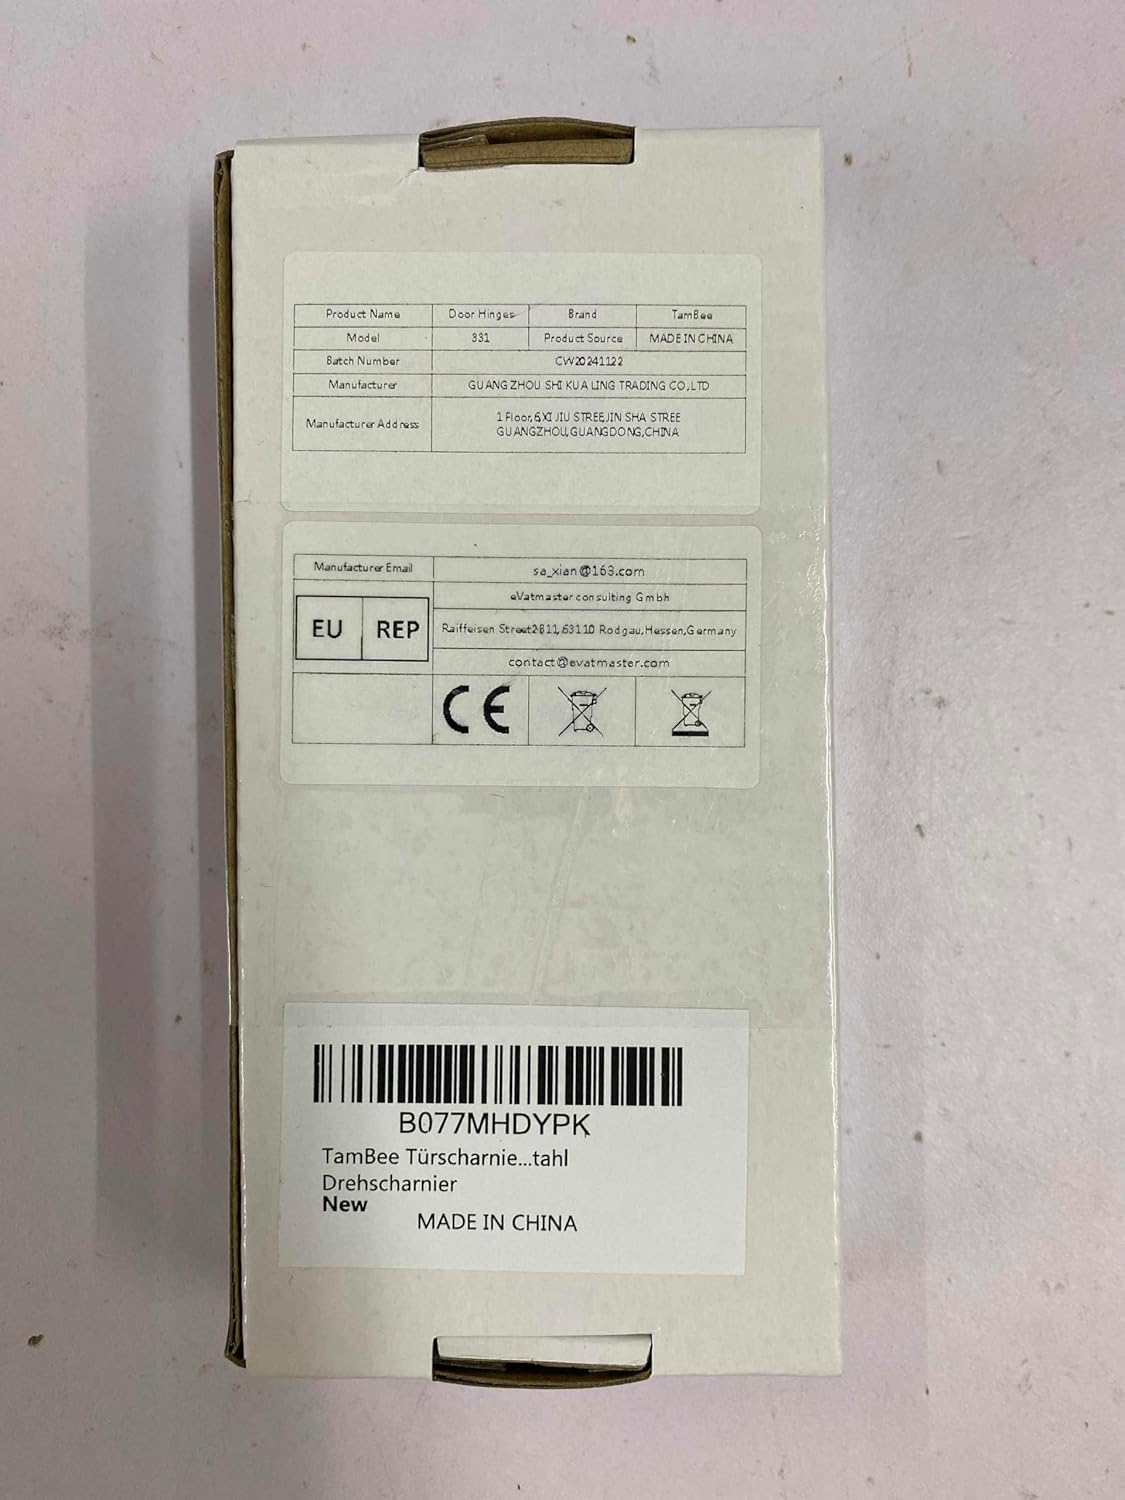 Product Name Door Hinges Brand TamBee
Model 331 Product Source MADE IN CHINA
Batch Number CW20241122
Manufacturer GUANG ZHOU SHI KUA LING TRADING CO,.LTD
Manufacturer Address 1 Floor,6,XI JIU STREE,JIN SHA STREE
GUANGZHOU,GUANGDONG,CHINA
Manufacturer Email sa_xian@163.com
eVatmaster consulting Gmbh
EU REP Raiffeisen Street2B11,63110 Rodgau,Hessen,Germany
contact@evatmaster.com
CE
B077MHDYPK
TamBee Türscharnie...tahl
Drehscharnier
New
MADE IN CHINA